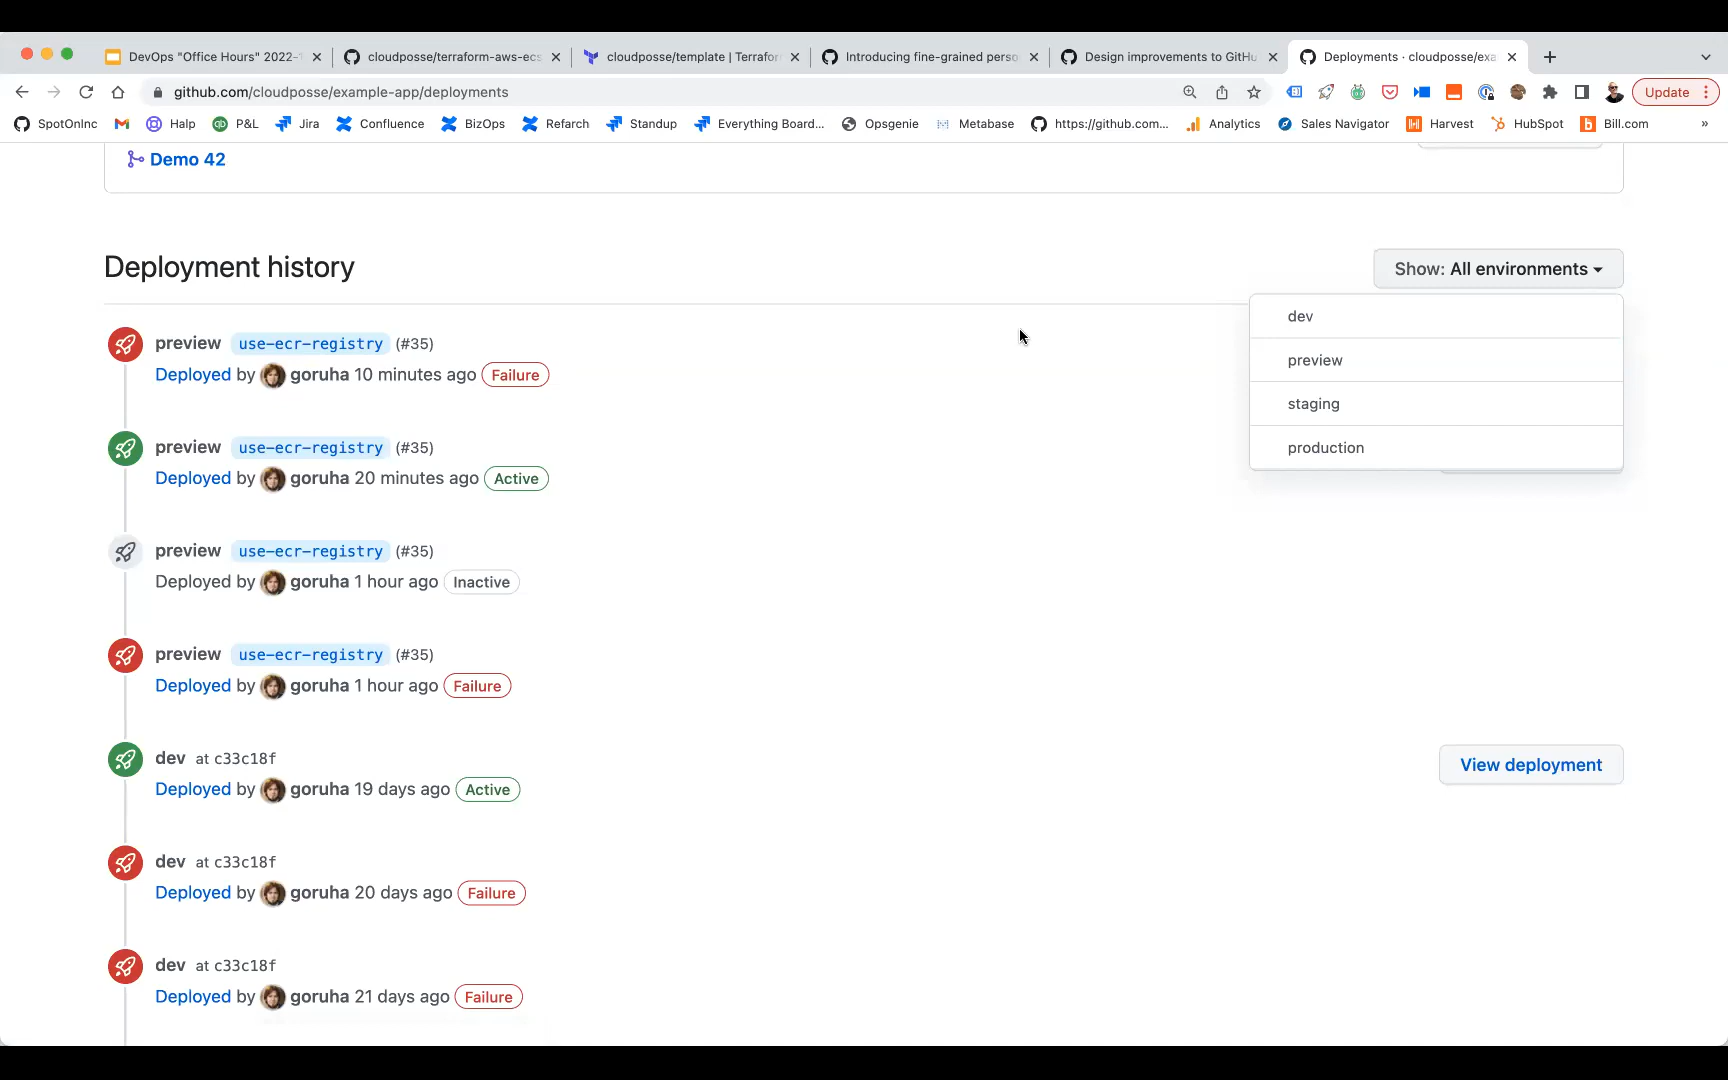 DevOps "Office Hours" 2022-1
cloudposse/terraform-aws-ecs
cloudposse/template | Terrafor
Introducing fine-grained perso
Design improvements to GitHu
Deployments · cloudposse/exa
github.com/cloudposse/example-app/deployments
Update
SpotOnInc
Halp
P&L
Jira
Confluence
BizOps
Refarch
Standup
Everything Board...
Opsgenie
Metabase
https://github.com...
Analytics
Sales Navigator
Harvest
HubSpot
Bill.com
»
Demo 42
Deployment history
Show: All environments
dev
preview
staging
production
preview use-ecr-registry (#35)
Deployed by goruha 10 minutes ago Failure
preview use-ecr-registry (#35)
Deployed by goruha 20 minutes ago Active
preview use-ecr-registry (#35)
Deployed by goruha 1 hour ago Inactive
preview use-ecr-registry (#35)
Deployed by goruha 1 hour ago Failure
dev at c33c18f
Deployed by goruha 19 days ago Active
View deployment
dev at c33c18f
Deployed by goruha 20 days ago Failure
dev at c33c18f
Deployed by goruha 21 days ago Failure